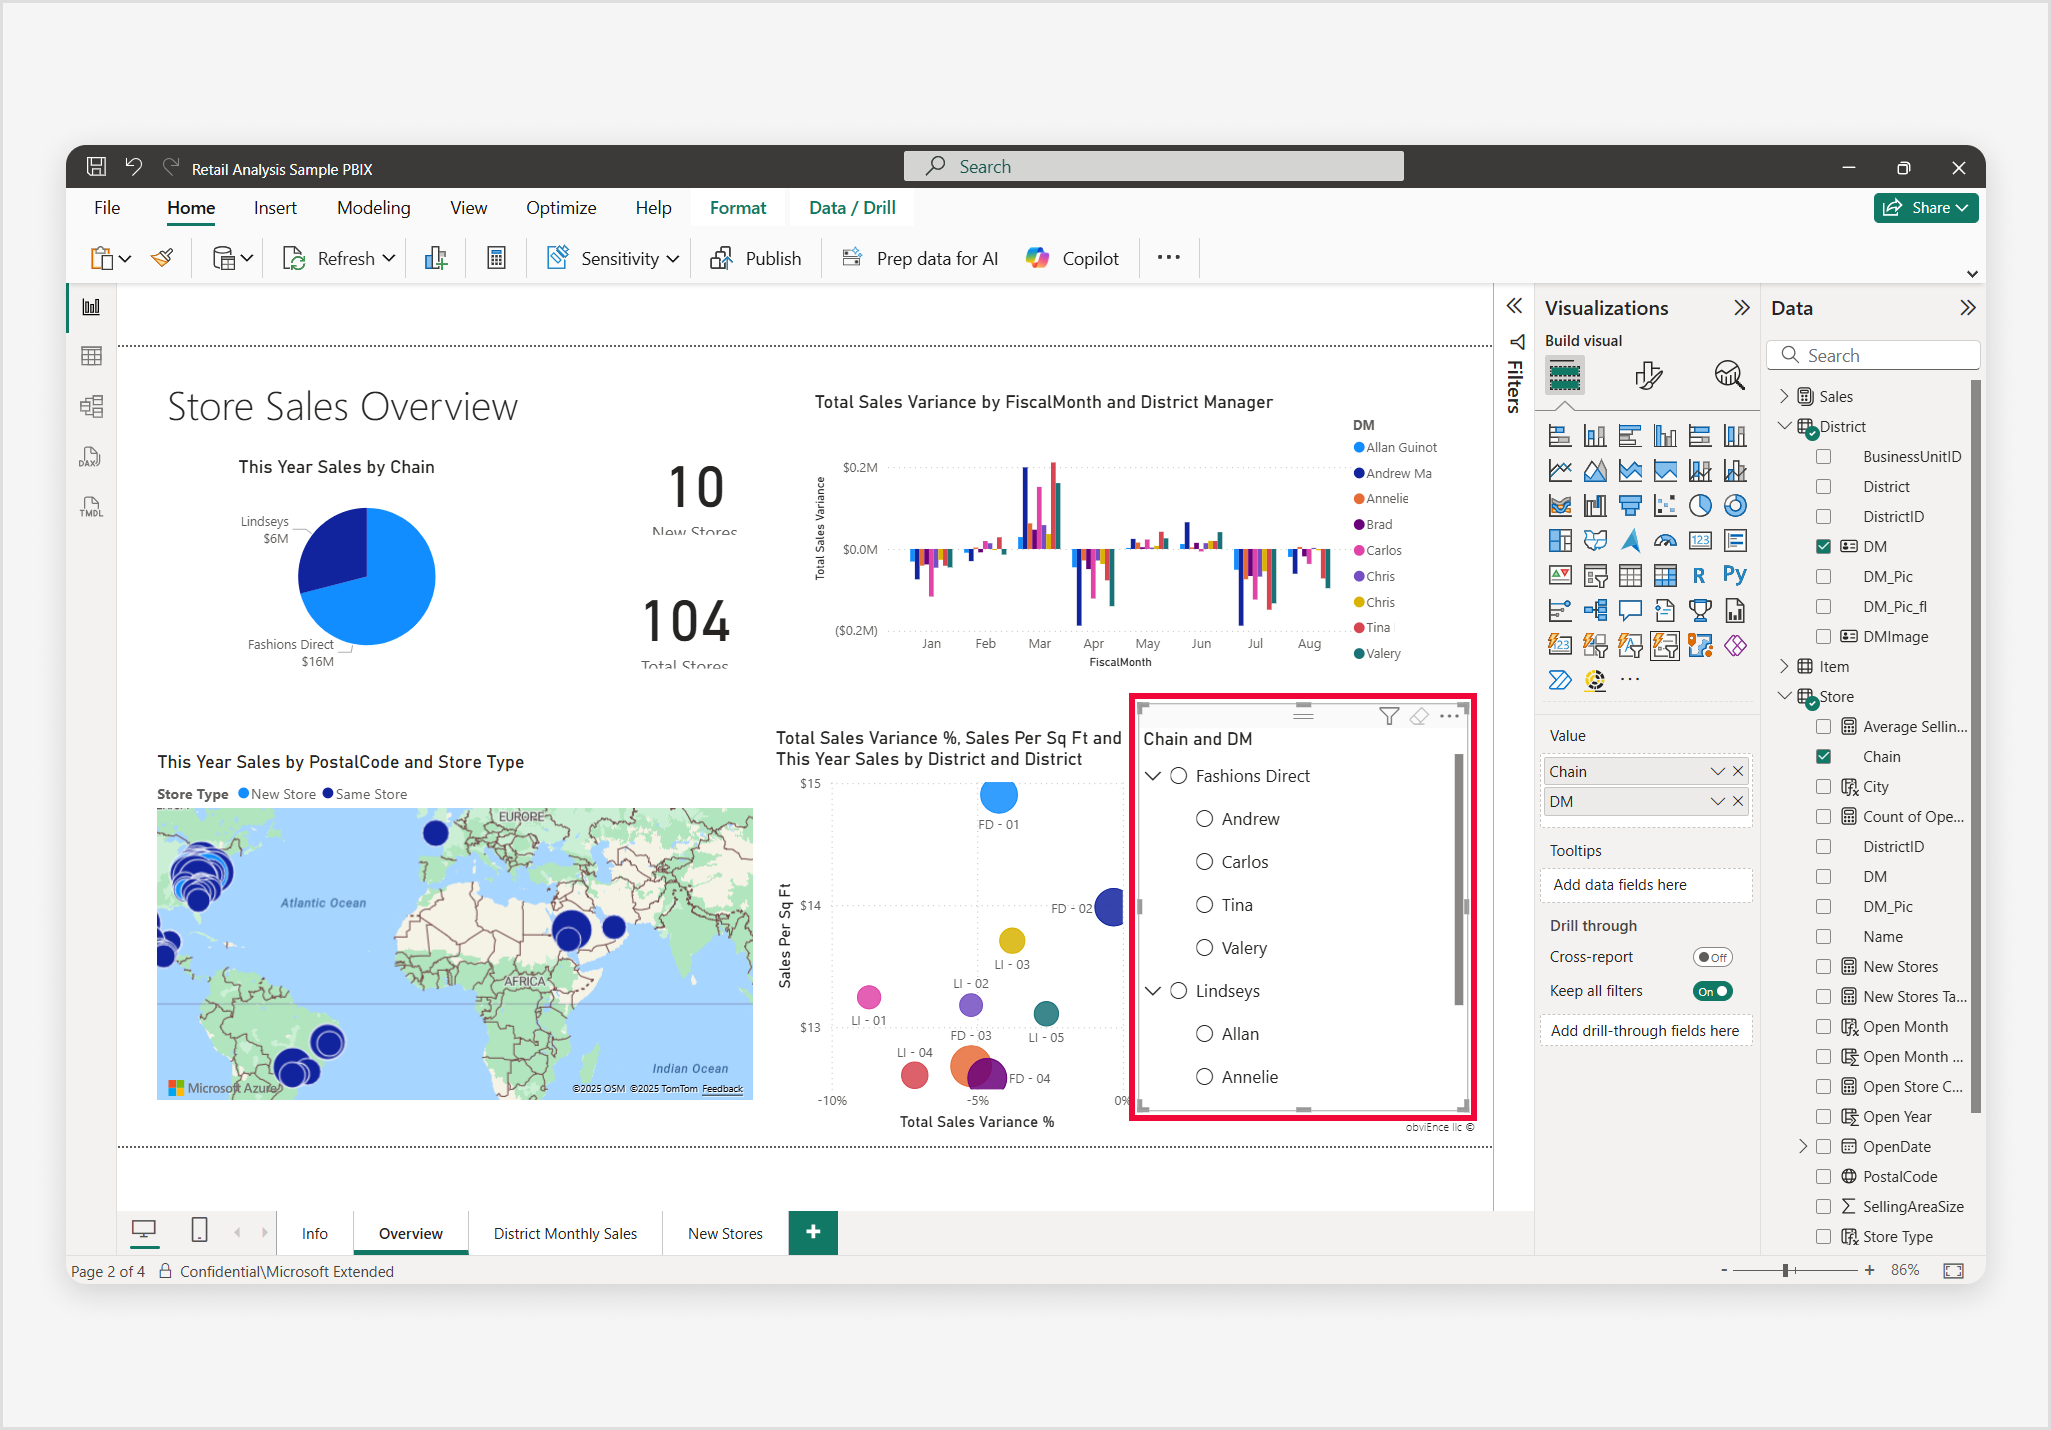 Retail Analysis Sample PBIX
Search
File
Home
Insert
Modeling
View
Optimize
Help
Format
Data / Drill
Share
Refresh
Sensitivity
Publish
Prep data for AI
Copilot
DAX
TMDL
Store Sales Overview
This Year Sales by Chain
Lindseys
$6M
Fashions Direct
$16M
10
New Stores
104
Total Stores
Total Sales Variance by FiscalMonth and District Manager
Total Sales Variance
$0.2M
$0.0M
($0.2M)
Jan
Feb
Mar
Apr
May
Jun
Jul
Aug
FiscalMonth
DM
Allan Guinot
Andrew Ma
Annelie
Brad
Carlos
Chris
Chris
Tina
Valery
This Year Sales by PostalCode and Store Type
Store Type
New Store
Same Store
EUROPE
Atlantic Ocean
AFRICA
Indian Ocean
Microsoft Azure
©2025 OSM ©2025 TomTom Feedback
Total Sales Variance %, Sales Per Sq Ft and
This Year Sales by District and District
Sales Per Sq Ft
$15
$14
$13
FD - 01
FD - 02
LI - 03
LI - 02
LI - 01
FD - 03
LI - 05
LI - 04
FD - 04
-10%
-5%
0%
Total Sales Variance %
Chain and DM
Fashions Direct
Andrew
Carlos
Tina
Valery
Lindseys
Allan
Annelie
obviEnce llc ©
Filters
Visualizations
Build visual
123
R
Py
123
Value
Chain
DM
Tooltips
Add data fields here
Drill through
Cross-report
Off
Keep all filters
On
Add drill-through fields here
Data
Search
Sales
District
BusinessUnitID
District
DistrictID
DM
DM_Pic
DM_Pic_fl
DMImage
Item
Store
Average Sellin...
Chain
City
Count of Ope...
DistrictID
DM
DM_Pic
Name
New Stores
New Stores Ta...
Open Month
Open Month ...
Open Store C...
Open Year
OpenDate
PostalCode
SellingAreaSize
Store Type
Info
Overview
District Monthly Sales
New Stores
Page 2 of 4
Confidential\Microsoft Extended
- + 86%